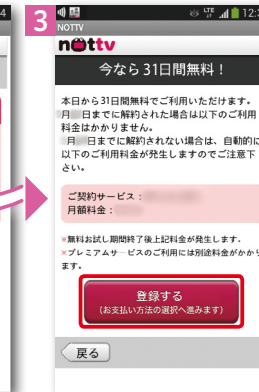 4
3
12:3
NOTTV
nottv
今なら31日間無料！
本日から31日間無料でご利用いただけます。
月 日までに解約された場合は以下のご利用
料金はかかりません。
月 日までに解約されない場合は、自動的に
以下のご利用料金が発生しますのでご注意下
さい。
ご契約サービス：
月額料金：
*無料お試し期間終了後上記料金が発生します。
*プレミアムサービスのご利用には別途料金がかかり
ます。
登録する
(お支払い方法の選択へ進みます)
戻る